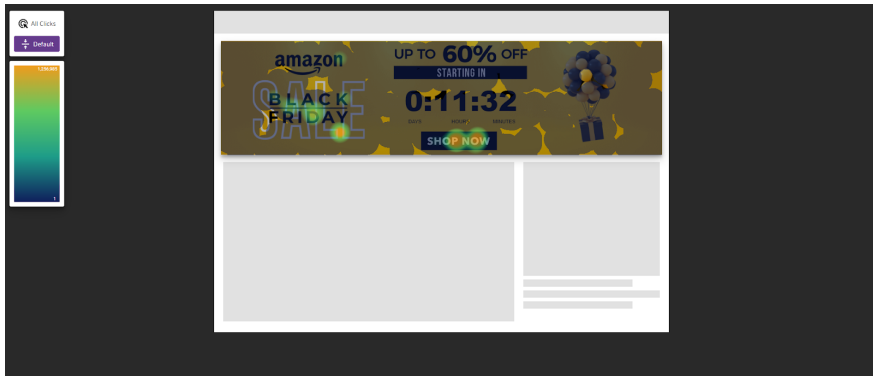 All Clicks
Default
1
amazon
SALE
BLACK
FRIDAY
UP TO 60% OFF
STARTING IN
0:11:32
DAYS HOURS MINUTES
SHOP NOW